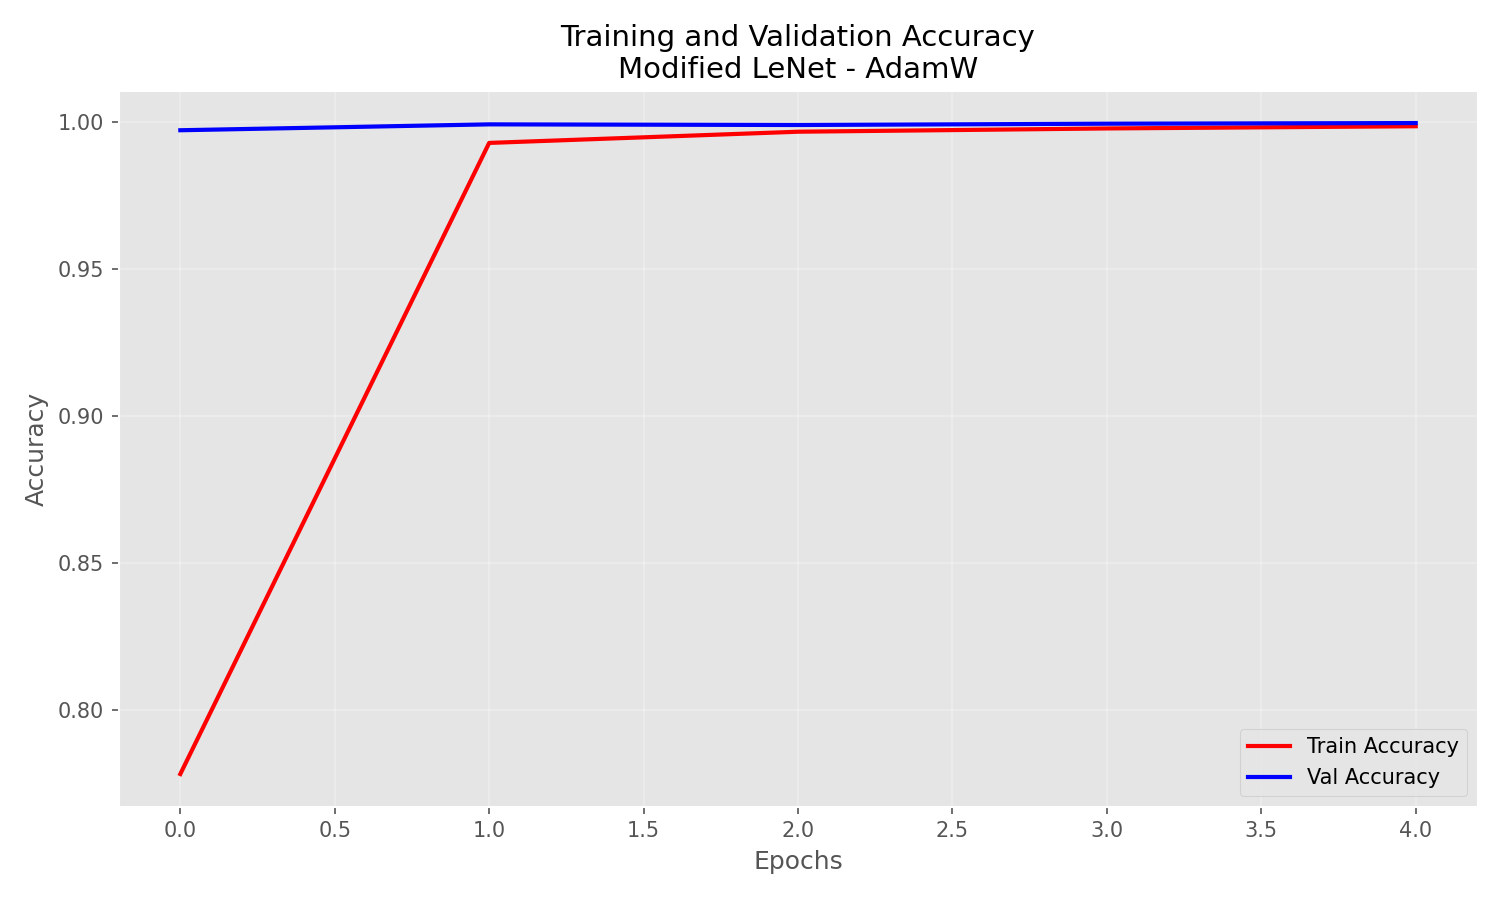 Training and Validation Accuracy
Modified LeNet - AdamW
1.00
0.95
0.90
0.85
0.80
Accuracy
0.0 0.5 1.0 1.5 2.0 2.5 3.0 3.5 4.0
Epochs
Train Accuracy
Val Accuracy